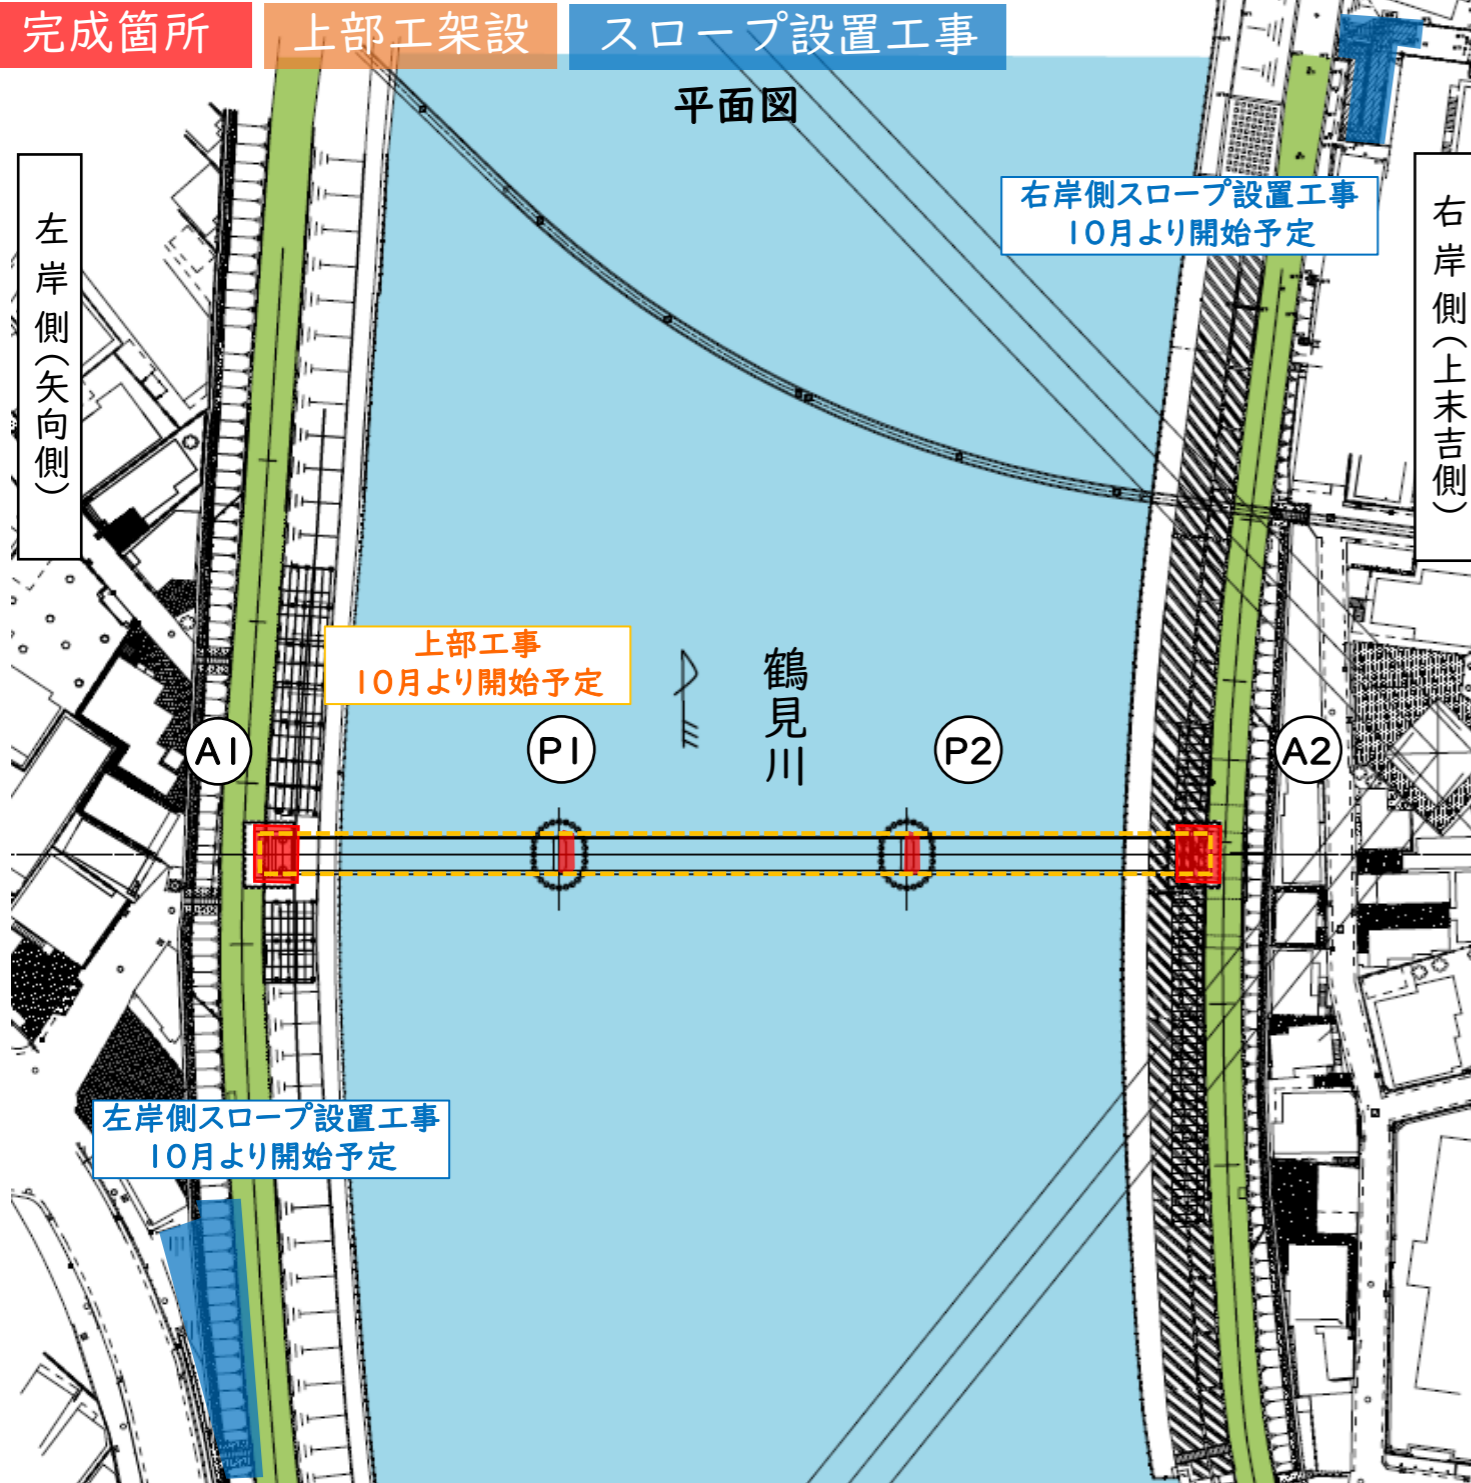 完成箇所
上部工架設
スロープ設置工事
平面図
左岸側(矢向側)
右岸側スロープ設置工事
10月より開始予定
右岸側(上末吉側)
上部工事
10月より開始予定
鶴見川
A1
P1
P2
A2
左岸側スロープ設置工事
10月より開始予定